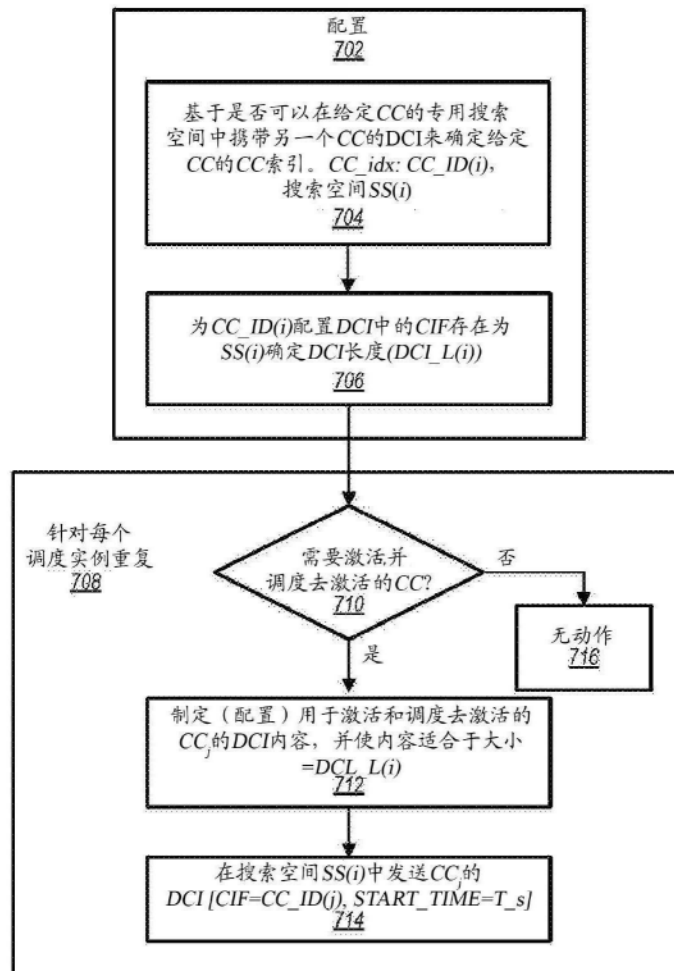 配置
702
基于是否可以在给定CC的专用搜索
空间中携带另一个CC的DCI来确定给定
CC的CC索引。CC_idx: CC_ID(i),
搜索空间SS(i)
704
为CC_ID(i)配置DCI中的CIF存在为
SS(i)确定DCI长度(DCI_L(i))
706
针对每个
调度实例重复
708
需要激活并
调度去激活的CC?
710
否
无动作
716
是
制定（配置）用于激活和调度去激活的
CCj的DCI内容，并使内容适合于大小
=DCL_L(i)
712
在搜索空间SS(i)中发送CCj的
DCI [CIF=CC_ID(j), START_TIME=T_s]
714